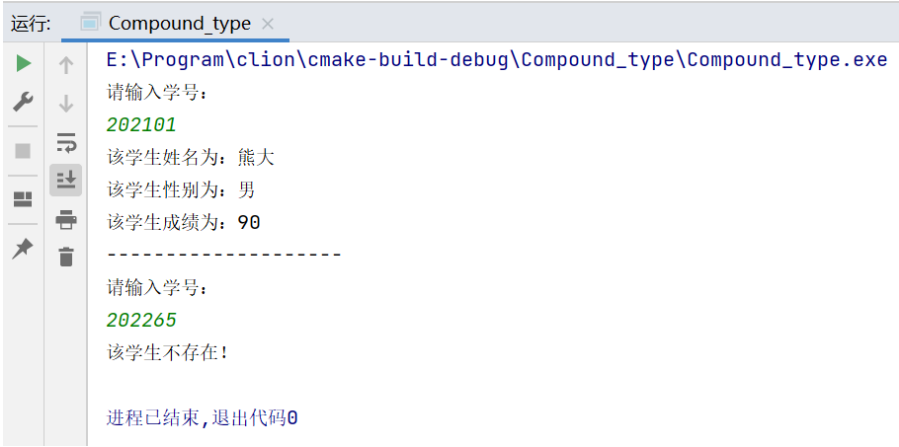 运行: Compound_type ×
E:\Program\clion\cmake-build-debug\Compound_type\Compound_type.exe
请输入学号:
202101
该学生姓名为: 熊大
该学生性别为: 男
该学生成绩为: 90
--------------------
请输入学号:
202265
该学生不存在!
进程已结束,退出代码0